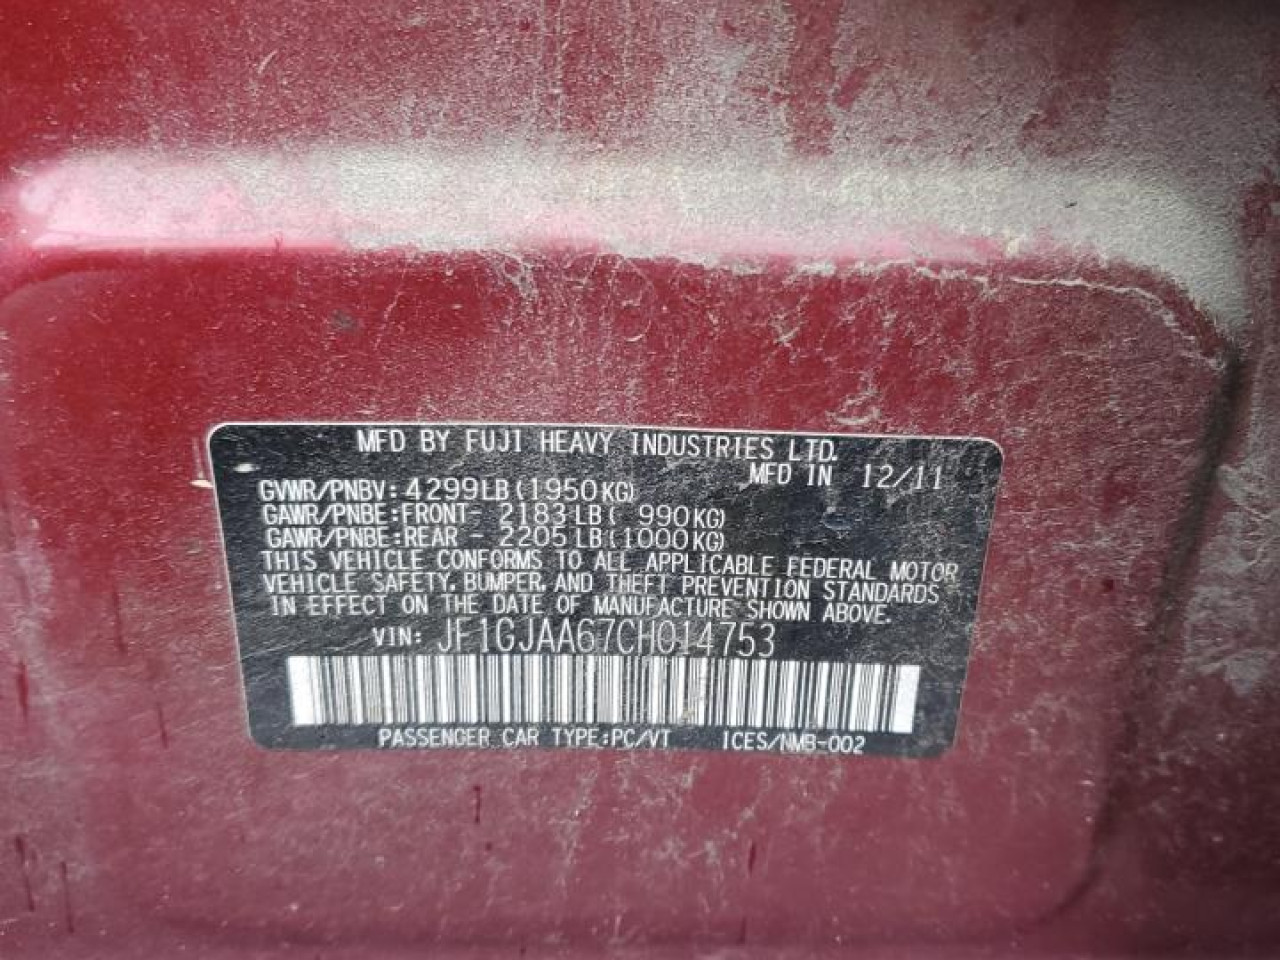 MFD BY FUJI HEAVY INDUSTRIES LTD.
MFD IN 12/11
GVWR/PNBV: 4299LB(1950KG)
GAWR/PNBE:FRONT- 2183LB( 990KG)
GAWR/PNBE:REAR - 2205LB(1000KG)
THIS VEHICLE CONFORMS TO ALL APPLICABLE FEDERAL MOTOR
VEHICLE SAFETY, BUMPER, AND THEFT PREVENTION STANDARDS
IN EFFECT ON THE DATE OF MANUFACTURE SHOWN ABOVE.
VIN: JF1GJAA67CH014753
PASSENGER CAR TYPE:PC/VT ICES/NMB-002